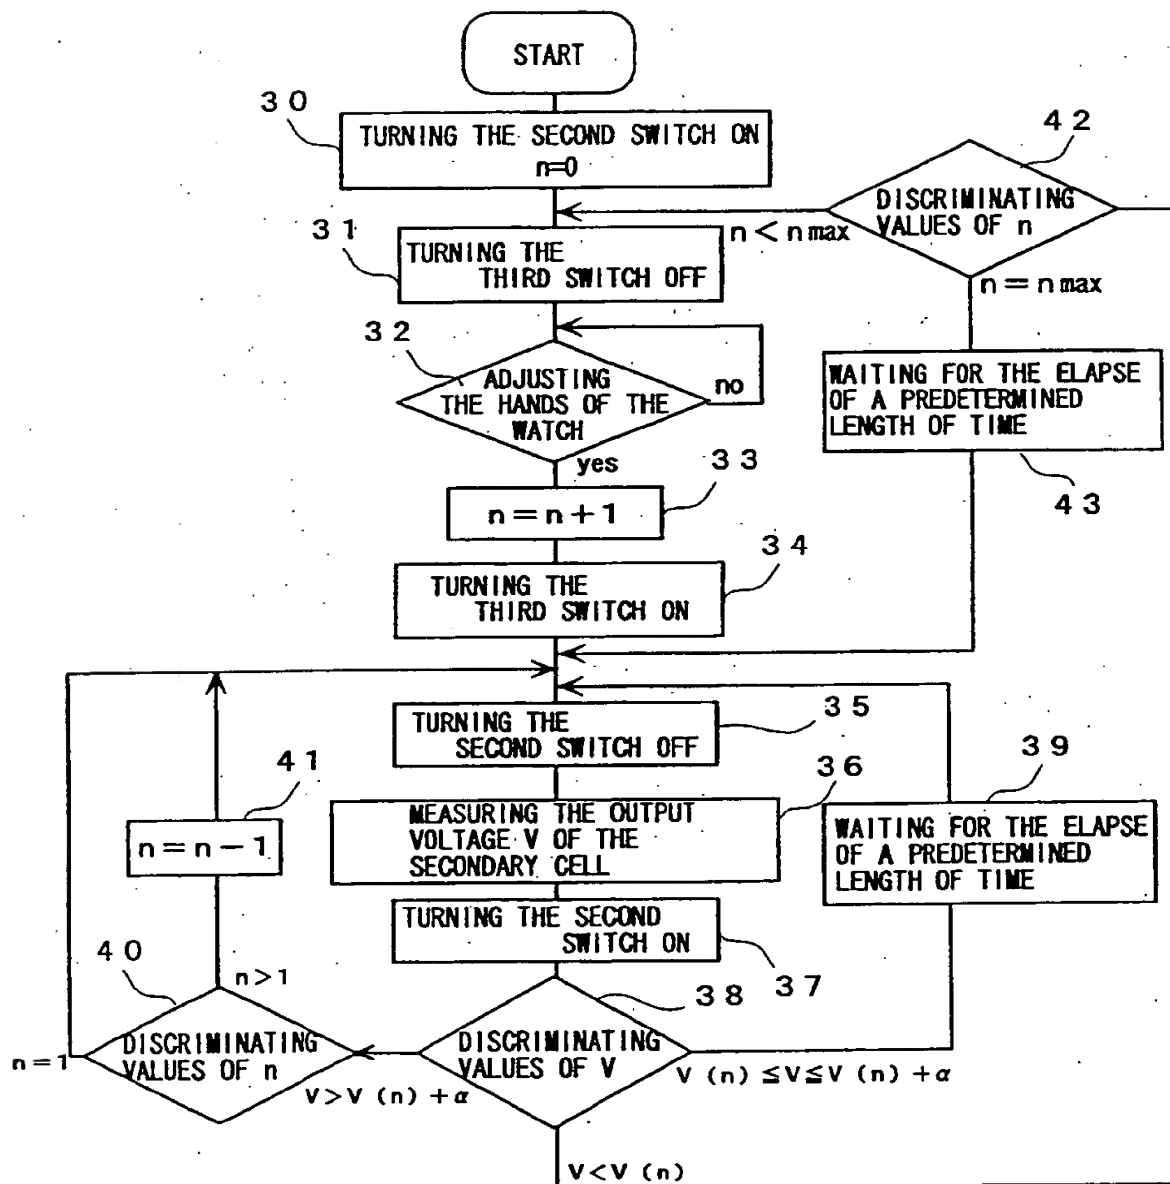 START
30
TURNING THE SECOND SWITCH ON
n=0
42
DISCRIMINATING
VALUES OF n
n < n max
n = n max
31
TURNING THE
THIRD SWITCH OFF
32
ADJUSTING
THE HANDS OF THE
WATCH
no
yes
WAITING FOR THE ELAPSE
OF A PREDETERMINED
LENGTH OF TIME
43
33
n = n + 1
34
TURNING THE
THIRD SWITCH ON
35
TURNING THE
SECOND SWITCH OFF
36
MEASURING THE OUTPUT
VOLTAGE V OF THE
SECONDARY CELL
39
WAITING FOR THE ELAPSE
OF A PREDETERMINED
LENGTH OF TIME
41
n = n - 1
TURNING THE SECOND
SWITCH ON
37
40
n > 1
DISCRIMINATING
VALUES OF n
n = 1
38
DISCRIMINATING
VALUES OF V
V > V (n) + α
V (n) ≦ V ≦ V (n) + α
V < V (n)